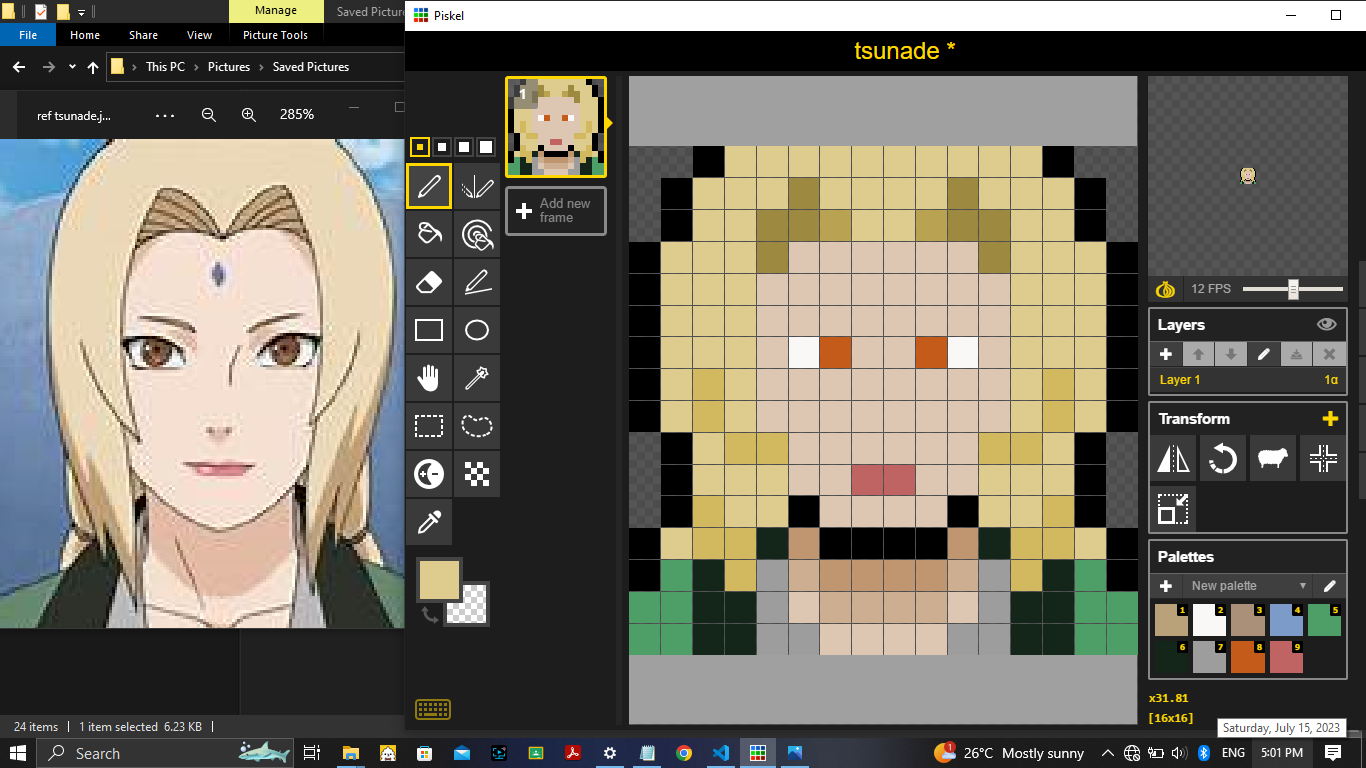 Manage
Saved Picture
Piskel
File
Home
Share
View
Picture Tools
tsunade *
This PC
Pictures
Saved Pictures
ref tsunade.j...
285%
1
Add new
frame
12 FPS
Layers
Layer 1
1α
Transform
Palettes
New palette
1
2
3
4
5
6
7
8
9
x31.81
[16x16]
24 items
1 item selected 6.23 KB
Saturday, July 15, 2023
Search
1
26°C Mostly sunny
ENG
5:01 PM